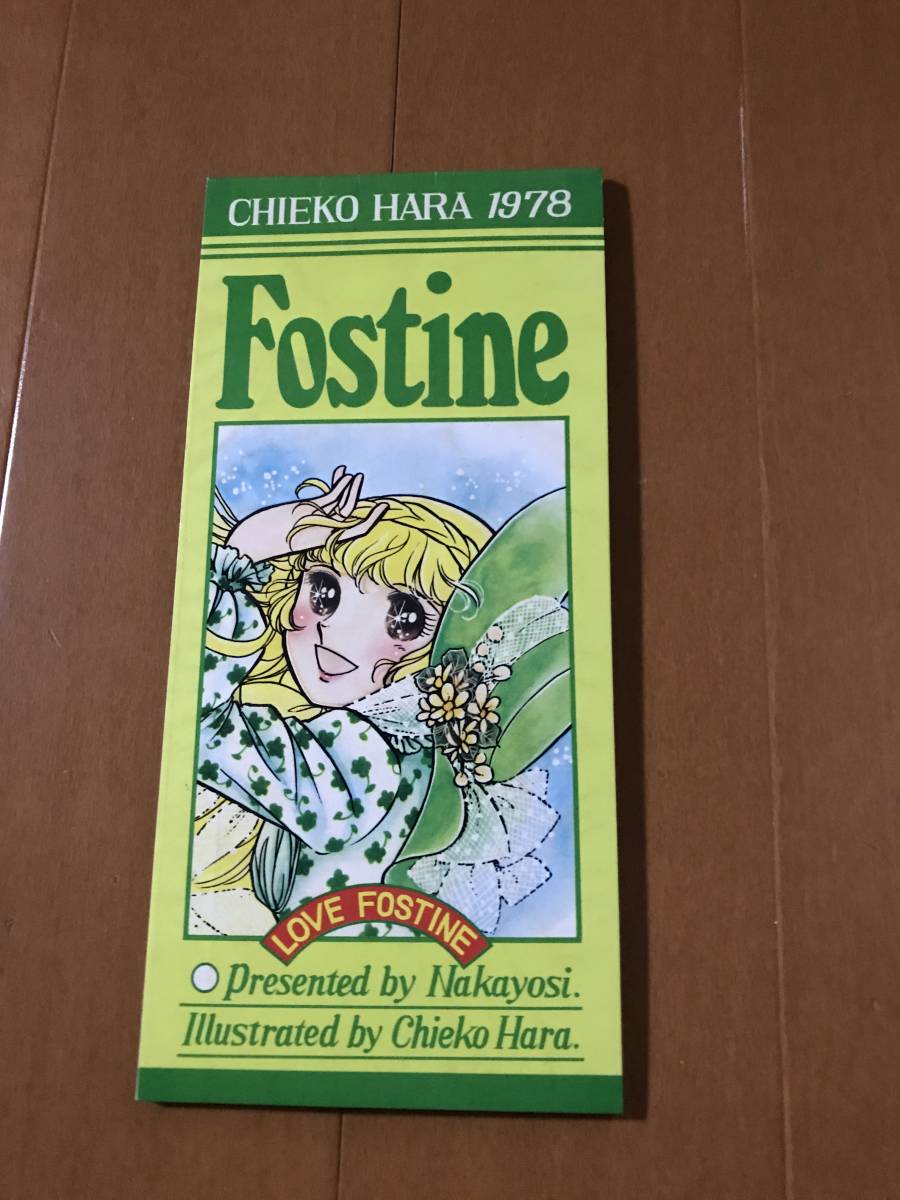 CHIEKO HARA 1978
Fostine
LOVE FOSTINE
Presented by Nakayosi.
Illustrated by Chieko Hara.